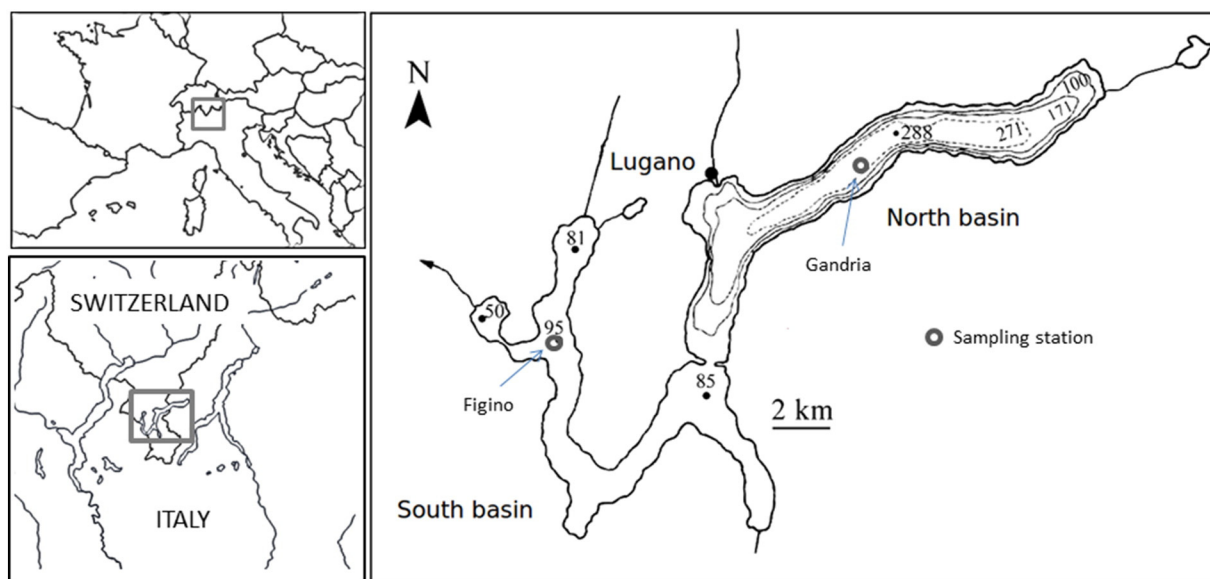 SWITZERLAND
ITALY
N
Lugano
100
171
271
288
North basin
Gandria
81
50
95
Figino
Sampling station
85
2 km
South basin